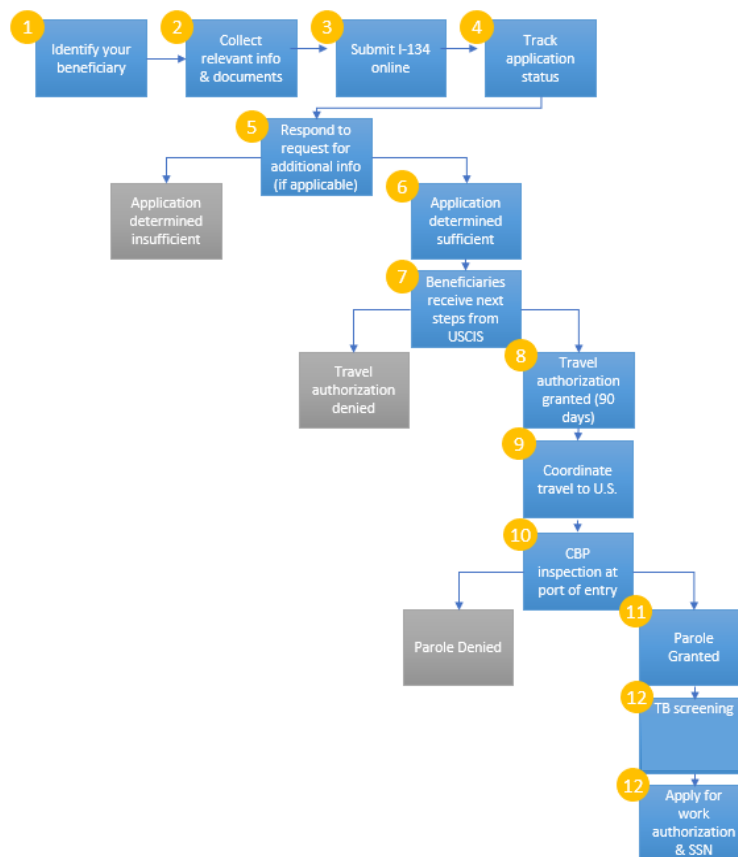 1
Identify your
beneficiary
2
Collect
relevant info
& documents
3
Submit I-134
online
4
Track
application
status
5
Respond to
request for
additional info
(if applicable)
Application
determined
insufficient
6
Application
determined
sufficient
7
Beneficiaries
receive next
steps from
USCIS
Travel
authorization
denied
8
Travel
authorization
granted (90
days)
9
Coordinate
travel to U.S.
10
CBP
inspection at
port of entry
Parole Denied
11
Parole
Granted
12
TB screening
12
Apply for
work
authorization
& SSN